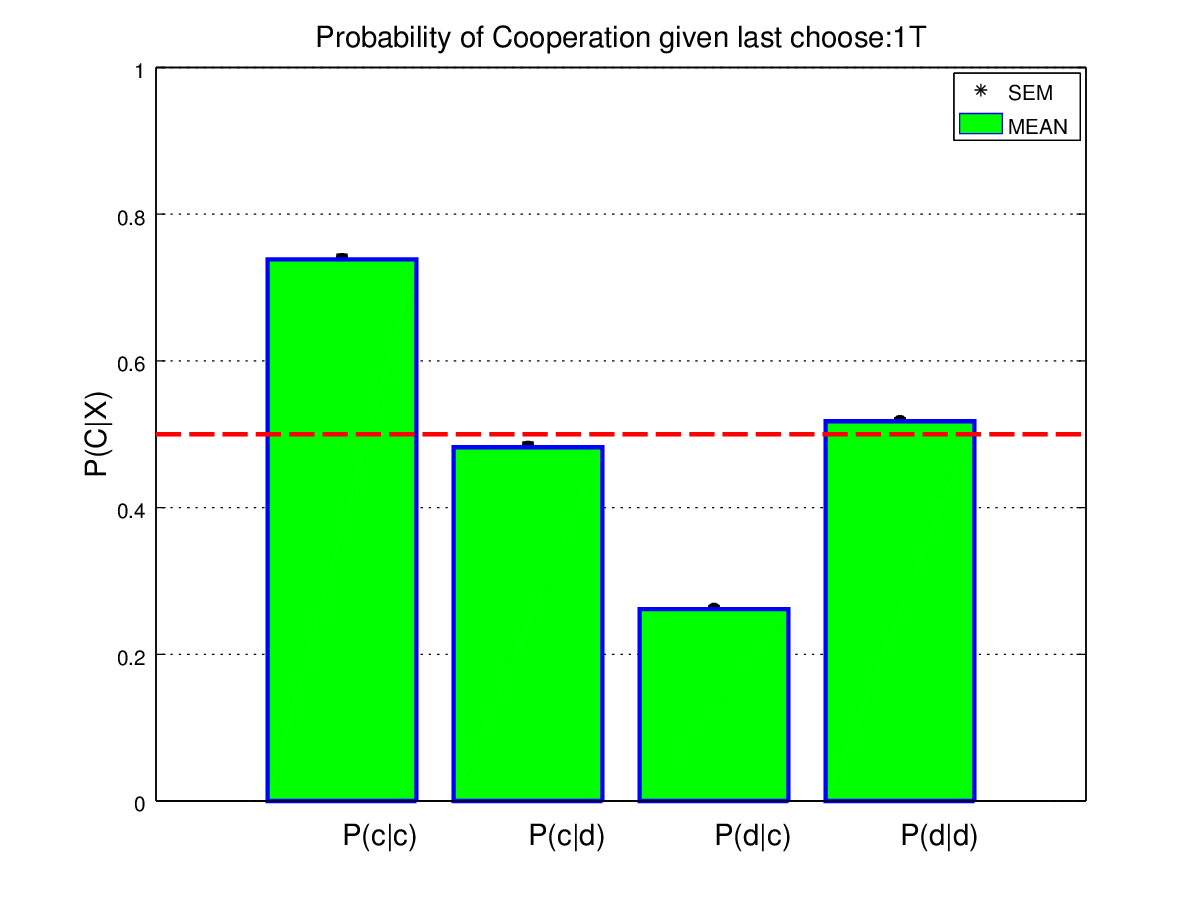 Probability of Cooperation given last choose:1T
SEM
MEAN
P(C|X)
1
0.8
0.6
0.4
0.2
0
P(c|c)
P(c|d)
P(d|c)
P(d|d)